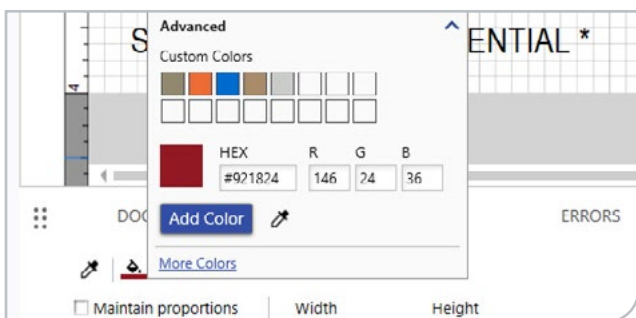 Advanced
S ENTIAL *
Custom Colors
4
HEX R G B
#921824 146 24 36
DOC ERRORS
Add Color
More Colors
Maintain proportions Width Height